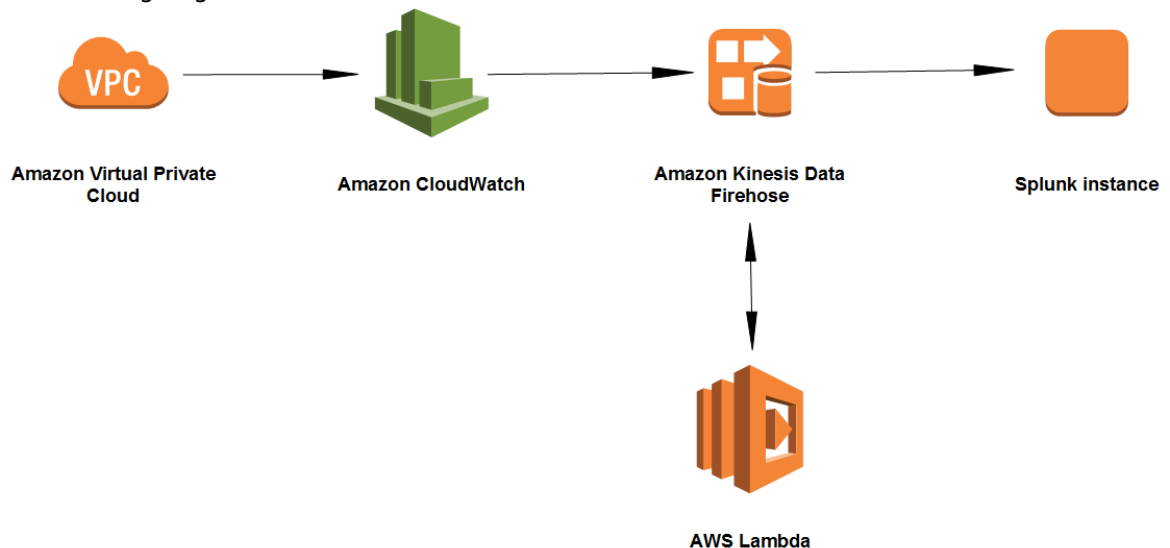 VPC
Amazon Virtual Private
Cloud
Amazon CloudWatch
Amazon Kinesis Data
Firehose
Splunk instance
AWS Lambda